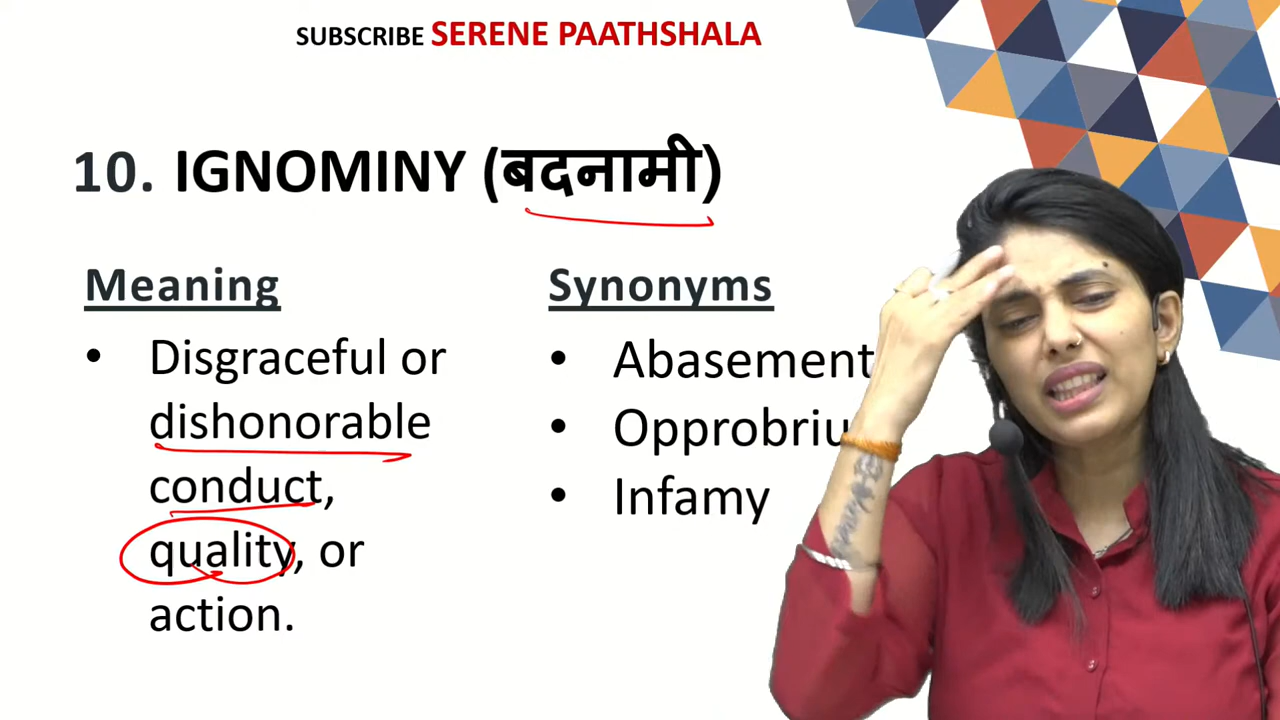 SUBSCRIBE SERENE PAATHSHALA
10. IGNOMINY (बदनामी)
Meaning
• Disgraceful or
dishonorable
conduct,
quality, or
action.
Synonyms
• Abasement
• Opprobriu
• Infamy